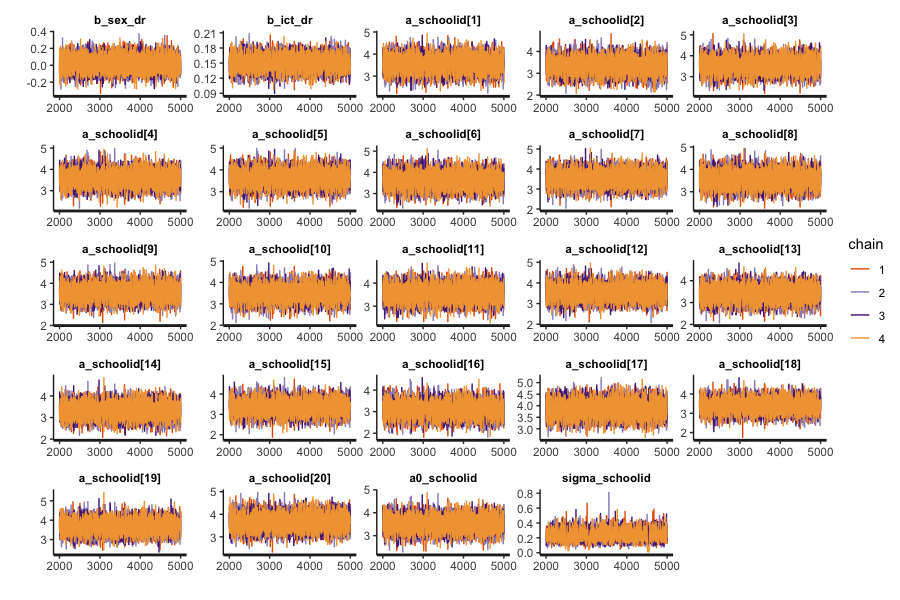 b_sex_dr b_ict_dr a_schoolid[1] a_schoolid[2] a_schoolid[3]
0.4 0.2 0.0 -0.2 0.21 0.18 0.15 0.12 0.09 5 4 3 4 3 2 5 4 3
2000 3000 4000 5000 2000 3000 4000 5000 2000 3000 4000 5000 2000 3000 4000 5000 2000 3000 4000 5000
a_schoolid[4] a_schoolid[5] a_schoolid[6] a_schoolid[7] a_schoolid[8]
5 4 3 5 4 3 5 4 3 2 5 4 3 2 5 4 3
2000 3000 4000 5000 2000 3000 4000 5000 2000 3000 4000 5000 2000 3000 4000 5000 2000 3000 4000 5000
a_schoolid[9] a_schoolid[10] a_schoolid[11] a_schoolid[12] a_schoolid[13]
5 4 3 2 5 4 3 2 5 4 3 5 4 3 2 4 3 2
2000 3000 4000 5000 2000 3000 4000 5000 2000 3000 4000 5000 2000 3000 4000 5000 2000 3000 4000 5000
chain
1
2
3
4
a_schoolid[14] a_schoolid[15] a_schoolid[16] a_schoolid[17] a_schoolid[18]
4 3 2 4 3 2 5 4 3 2 5.0 4.5 4.0 3.5 3.0 4 3 2
2000 3000 4000 5000 2000 3000 4000 5000 2000 3000 4000 5000 2000 3000 4000 5000 2000 3000 4000 5000
a_schoolid[19] a_schoolid[20] a0_schoolid sigma_schoolid
5 4 3 5 4 3 5 4 3 0.8 0.6 0.4 0.2 0.0
2000 3000 4000 5000 2000 3000 4000 5000 2000 3000 4000 5000 2000 3000 4000 5000